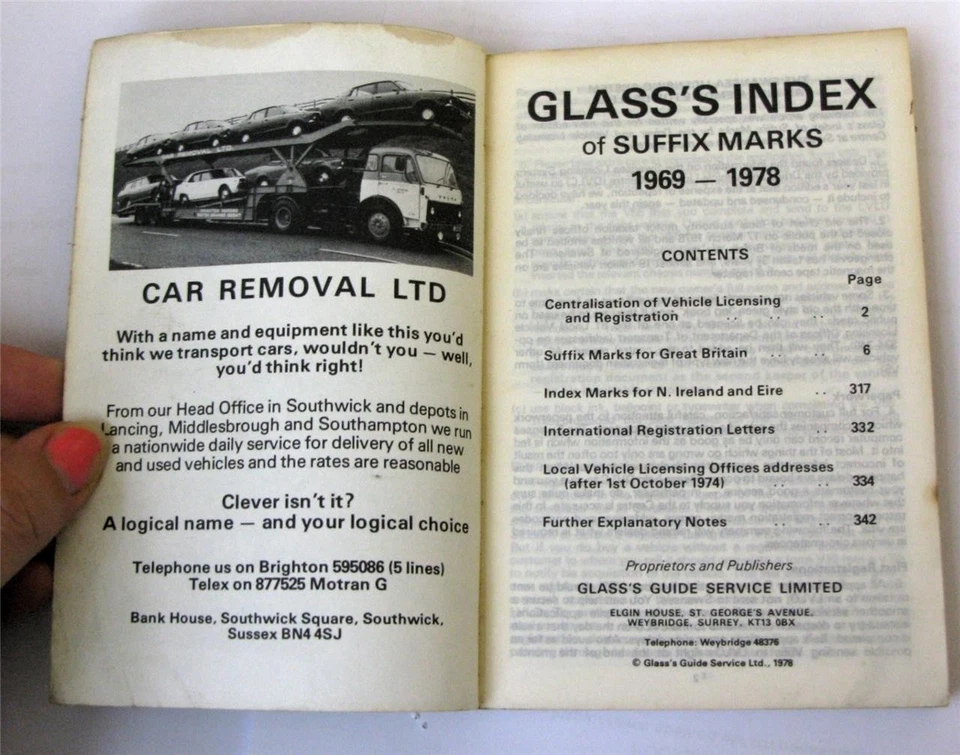 CAR REMOVAL LTD.
VOLVO
CAR REMOVAL LTD
With a name and equipment like this you'd
think we transport cars, wouldn't you — well,
you'd think right!
From our Head Office in Southwick and depots in
Lancing, Middlesbrough and Southampton we run
a nationwide daily service for delivery of all new
and used vehicles and the rates are reasonable
Clever isn't it?
A logical name — and your logical choice
Telephone us on Brighton 595086 (5 lines)
Telex on 877525 Motran G
Bank House, Southwick Square, Southwick,
Sussex BN4 4SJ
GLASS'S INDEX
of SUFFIX MARKS
1969 — 1978
CONTENTS
Page
Centralisation of Vehicle Licensing
and Registration .. .. .. 2
Suffix Marks for Great Britain .. .. 6
Index Marks for N. Ireland and Eire .. 317
International Registration Letters .. 332
Local Vehicle Licensing Offices addresses
(after 1st October 1974) .. .. 334
Further Explanatory Notes .. .. 342
Proprietors and Publishers
GLASS'S GUIDE SERVICE LIMITED
ELGIN HOUSE, ST. GEORGE'S AVENUE,
WEYBRIDGE, SURREY, KT13 0BX
Telephone: Weybridge 48376
© Glass's Guide Service Ltd., 1978